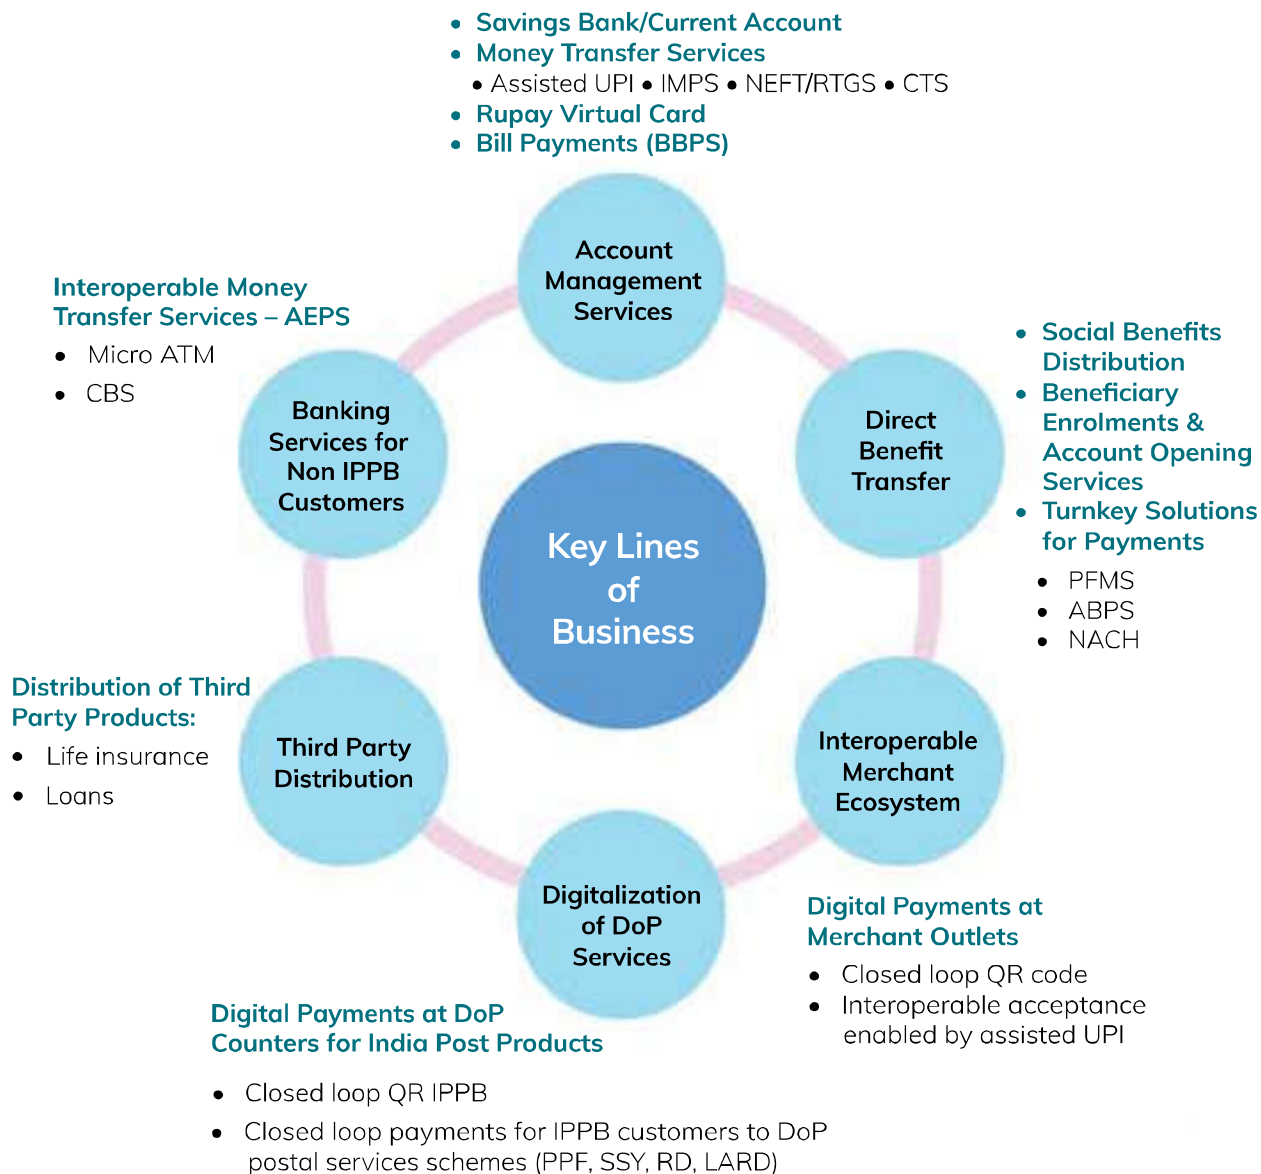 • Savings Bank/Current Account
• Money Transfer Services
• Assisted UPI • IMPS • NEFT/RTGS • CTS
• Rupay Virtual Card
• Bill Payments (BBPS)
Account
Management
Services
Interoperable Money
Transfer Services – AEPS
• Micro ATM
• CBS
Banking
Services for
Non IPPB
Customers
Direct
Benefit
Transfer
• Social Benefits
Distribution
• Beneficiary
Enrolments &
Account Opening
Services
• Turnkey Solutions
for Payments
• PFMS
• ABPS
• NACH
Key Lines
of
Business
Distribution of Third
Party Products:
• Life insurance
• Loans
Third Party
Distribution
Interoperable
Merchant
Ecosystem
Digitalization
of DoP
Services
Digital Payments at
Merchant Outlets
• Closed loop QR code
• Interoperable acceptance
enabled by assisted UPI
Digital Payments at DoP
Counters for India Post Products
• Closed loop QR IPPB
• Closed loop payments for IPPB customers to DoP
postal services schemes (PPF, SSY, RD, LARD)